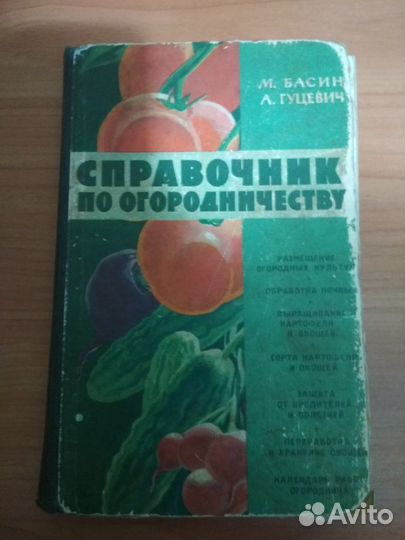 М. БАСИН
Л. ГУЦЕВИЧ
СПРАВОЧНИК
ПО ОГОРОДНИЧЕСТВУ
РАЗМЕЩЕНИЕ
ОГОРОДНЫХ КУЛЬТУР
ОБРАБОТКА ПОЧВЫ
ВЫРАЩИВАНИЕ
КАРТОФЕЛЯ
И ОВОЩЕЙ
СОРТА КАРТОФЕЛЯ
И ОВОЩЕЙ
ЗАЩИТА
ОТ ВРЕДИТЕЛЕЙ
И БОЛЕЗНЕЙ
ПЕРЕРАБОТКА
И ХРАНЕНИЕ ОВОЩЕЙ
КАЛЕНДАРЬ РАБОТ
ОГОРОДНИКА
Avito